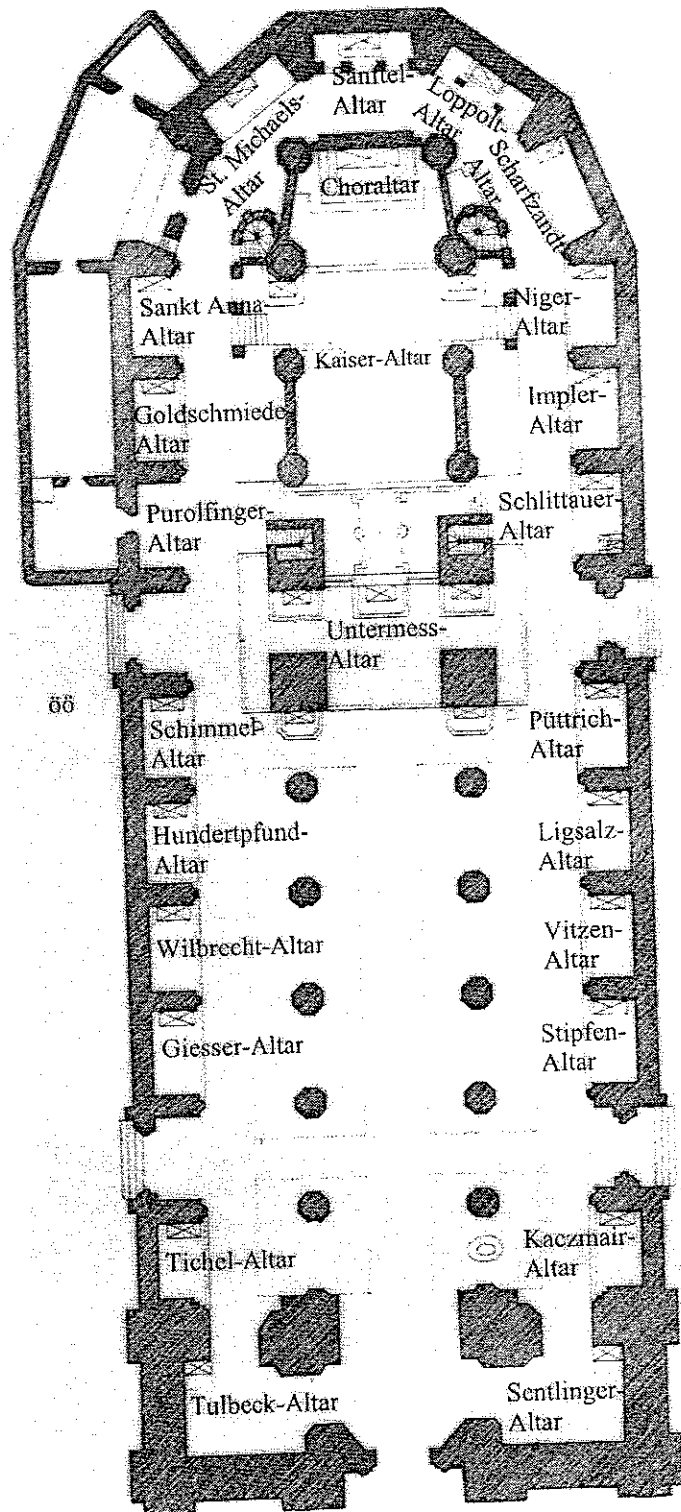 Sänftel-
Altar
Loppolt-
Altar
Scharfzandt-
Altar
St. Michaels-
Altar
Choraltar
Sankt Anna-
Altar
Niger-
Altar
Kaiser-Altar
Goldschmiede
Altar
Impler-
Altar
Purolfinger-
Altar
Schlittauer-
Altar
Untermess-
Altar
öö
Schimmel-
Altar
Püttrich-
Altar
Hundertpfund-
Altar
Ligsalz-
Altar
Wilbrecht-Altar
Vitzen-
Altar
Giesser-Altar
Stipfen-
Altar
Tichel-Altar
Kaczmair-
Altar
Tulbeck-Altar
Sentlinger-
Altar